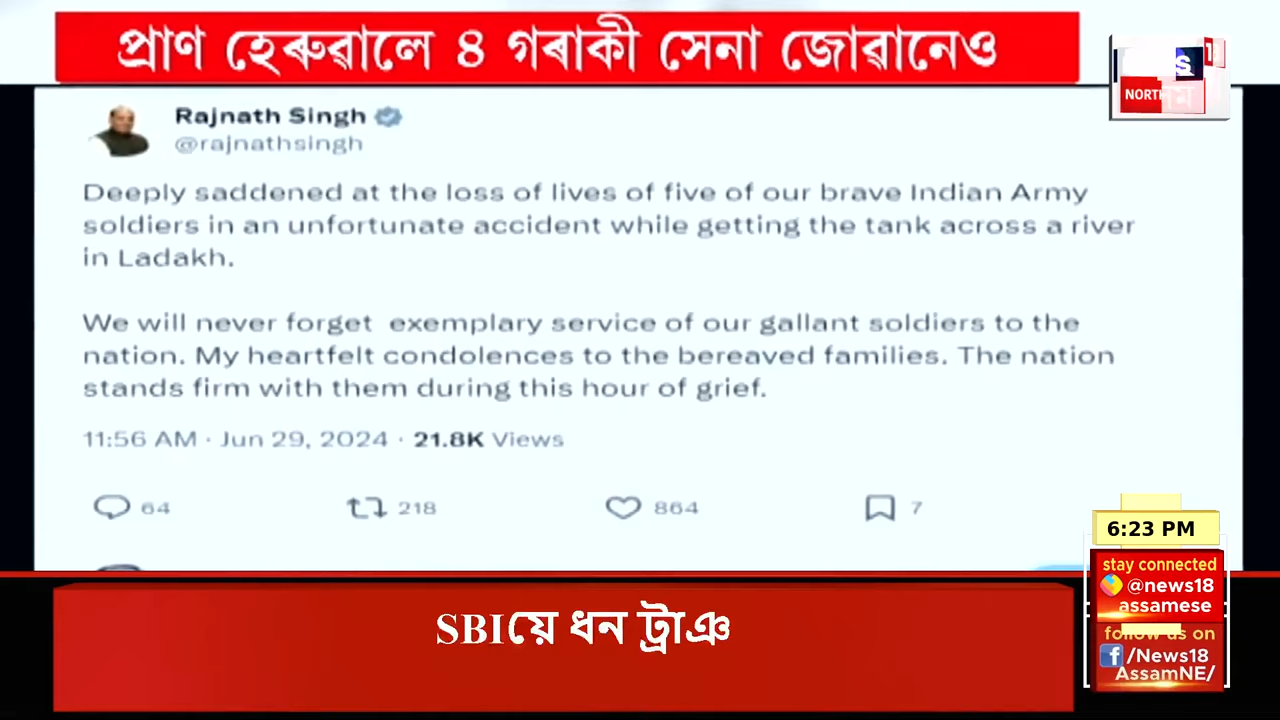 প্ৰাণ হেৰুৱালে ৪ গৰাকী সেনা জোৱানেও
NORTH
Rajnath Singh
@rajnathsingh
Deeply saddened at the loss of lives of five of our brave Indian Army
soldiers in an unfortunate accident while getting the tank across a river
in Ladakh.
We will never forget exemplary service of our gallant soldiers to the
nation. My heartfelt condolences to the bereaved families. The nation
stands firm with them during this hour of grief.
11:56 AM · Jun 29, 2024 · 21.8K Views
64 218 864 7
6:23 PM
stay connected
@news18
assamese
follow us on
/News18
AssamNE/
SBIয়ে ধন ট্ৰাঞ